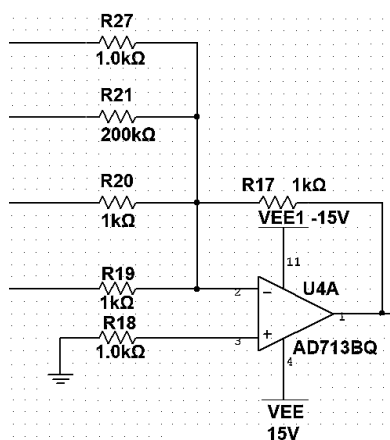 R27
1.0kΩ
R21
200kΩ
R20
1kΩ
R17 1kΩ
VEE1 -15V
11
R19
1kΩ
U4A
2
R18
1.0kΩ
3
1
AD713BQ
4
VEE
15V